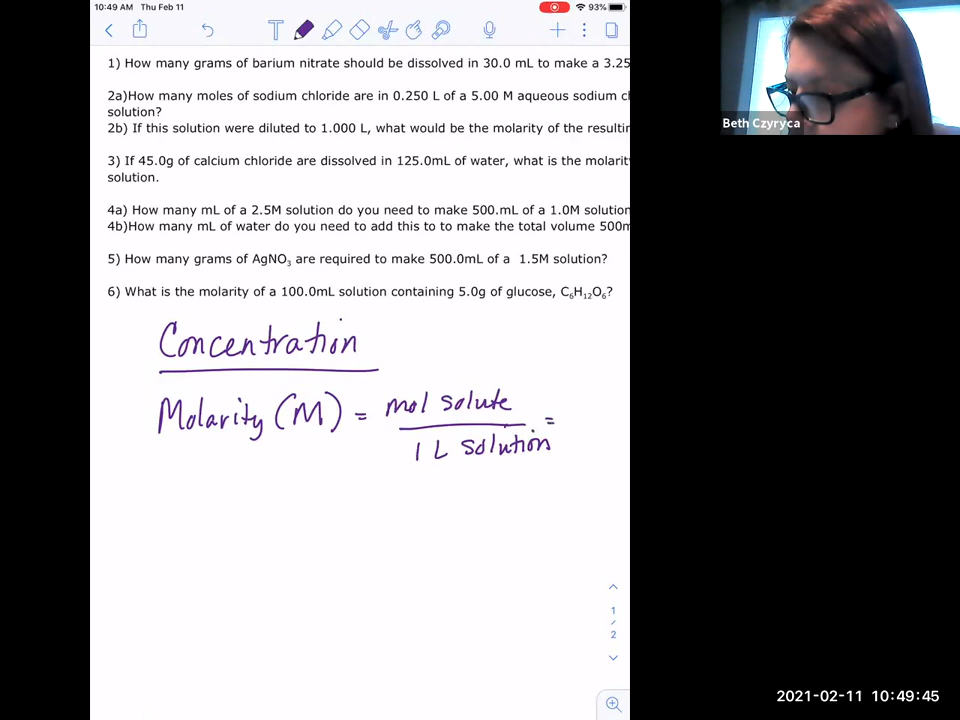 10:49 AM Thu Feb 11
93%
1) How many grams of barium nitrate should be dissolved in 30.0 mL to make a 3.25
2a)How many moles of sodium chloride are in 0.250 L of a 5.00 M aqueous sodium cl
solution?
2b) If this solution were diluted to 1.000 L, what would be the molarity of the resultin
3) If 45.0g of calcium chloride are dissolved in 125.0mL of water, what is the molarit
solution.
4a) How many mL of a 2.5M solution do you need to make 500.mL of a 1.0M solution
4b)How many mL of water do you need to add this to to make the total volume 500m
5) How many grams of AgNO₃ are required to make 500.0mL of a 1.5M solution?
6) What is the molarity of a 100.0mL solution containing 5.0g of glucose, C₆H₁₂O₆?
Concentration
Molarity (M) = mol solute =
1 L solution
1
/
2
Beth Czyryca
2021-02-11 10:49:45